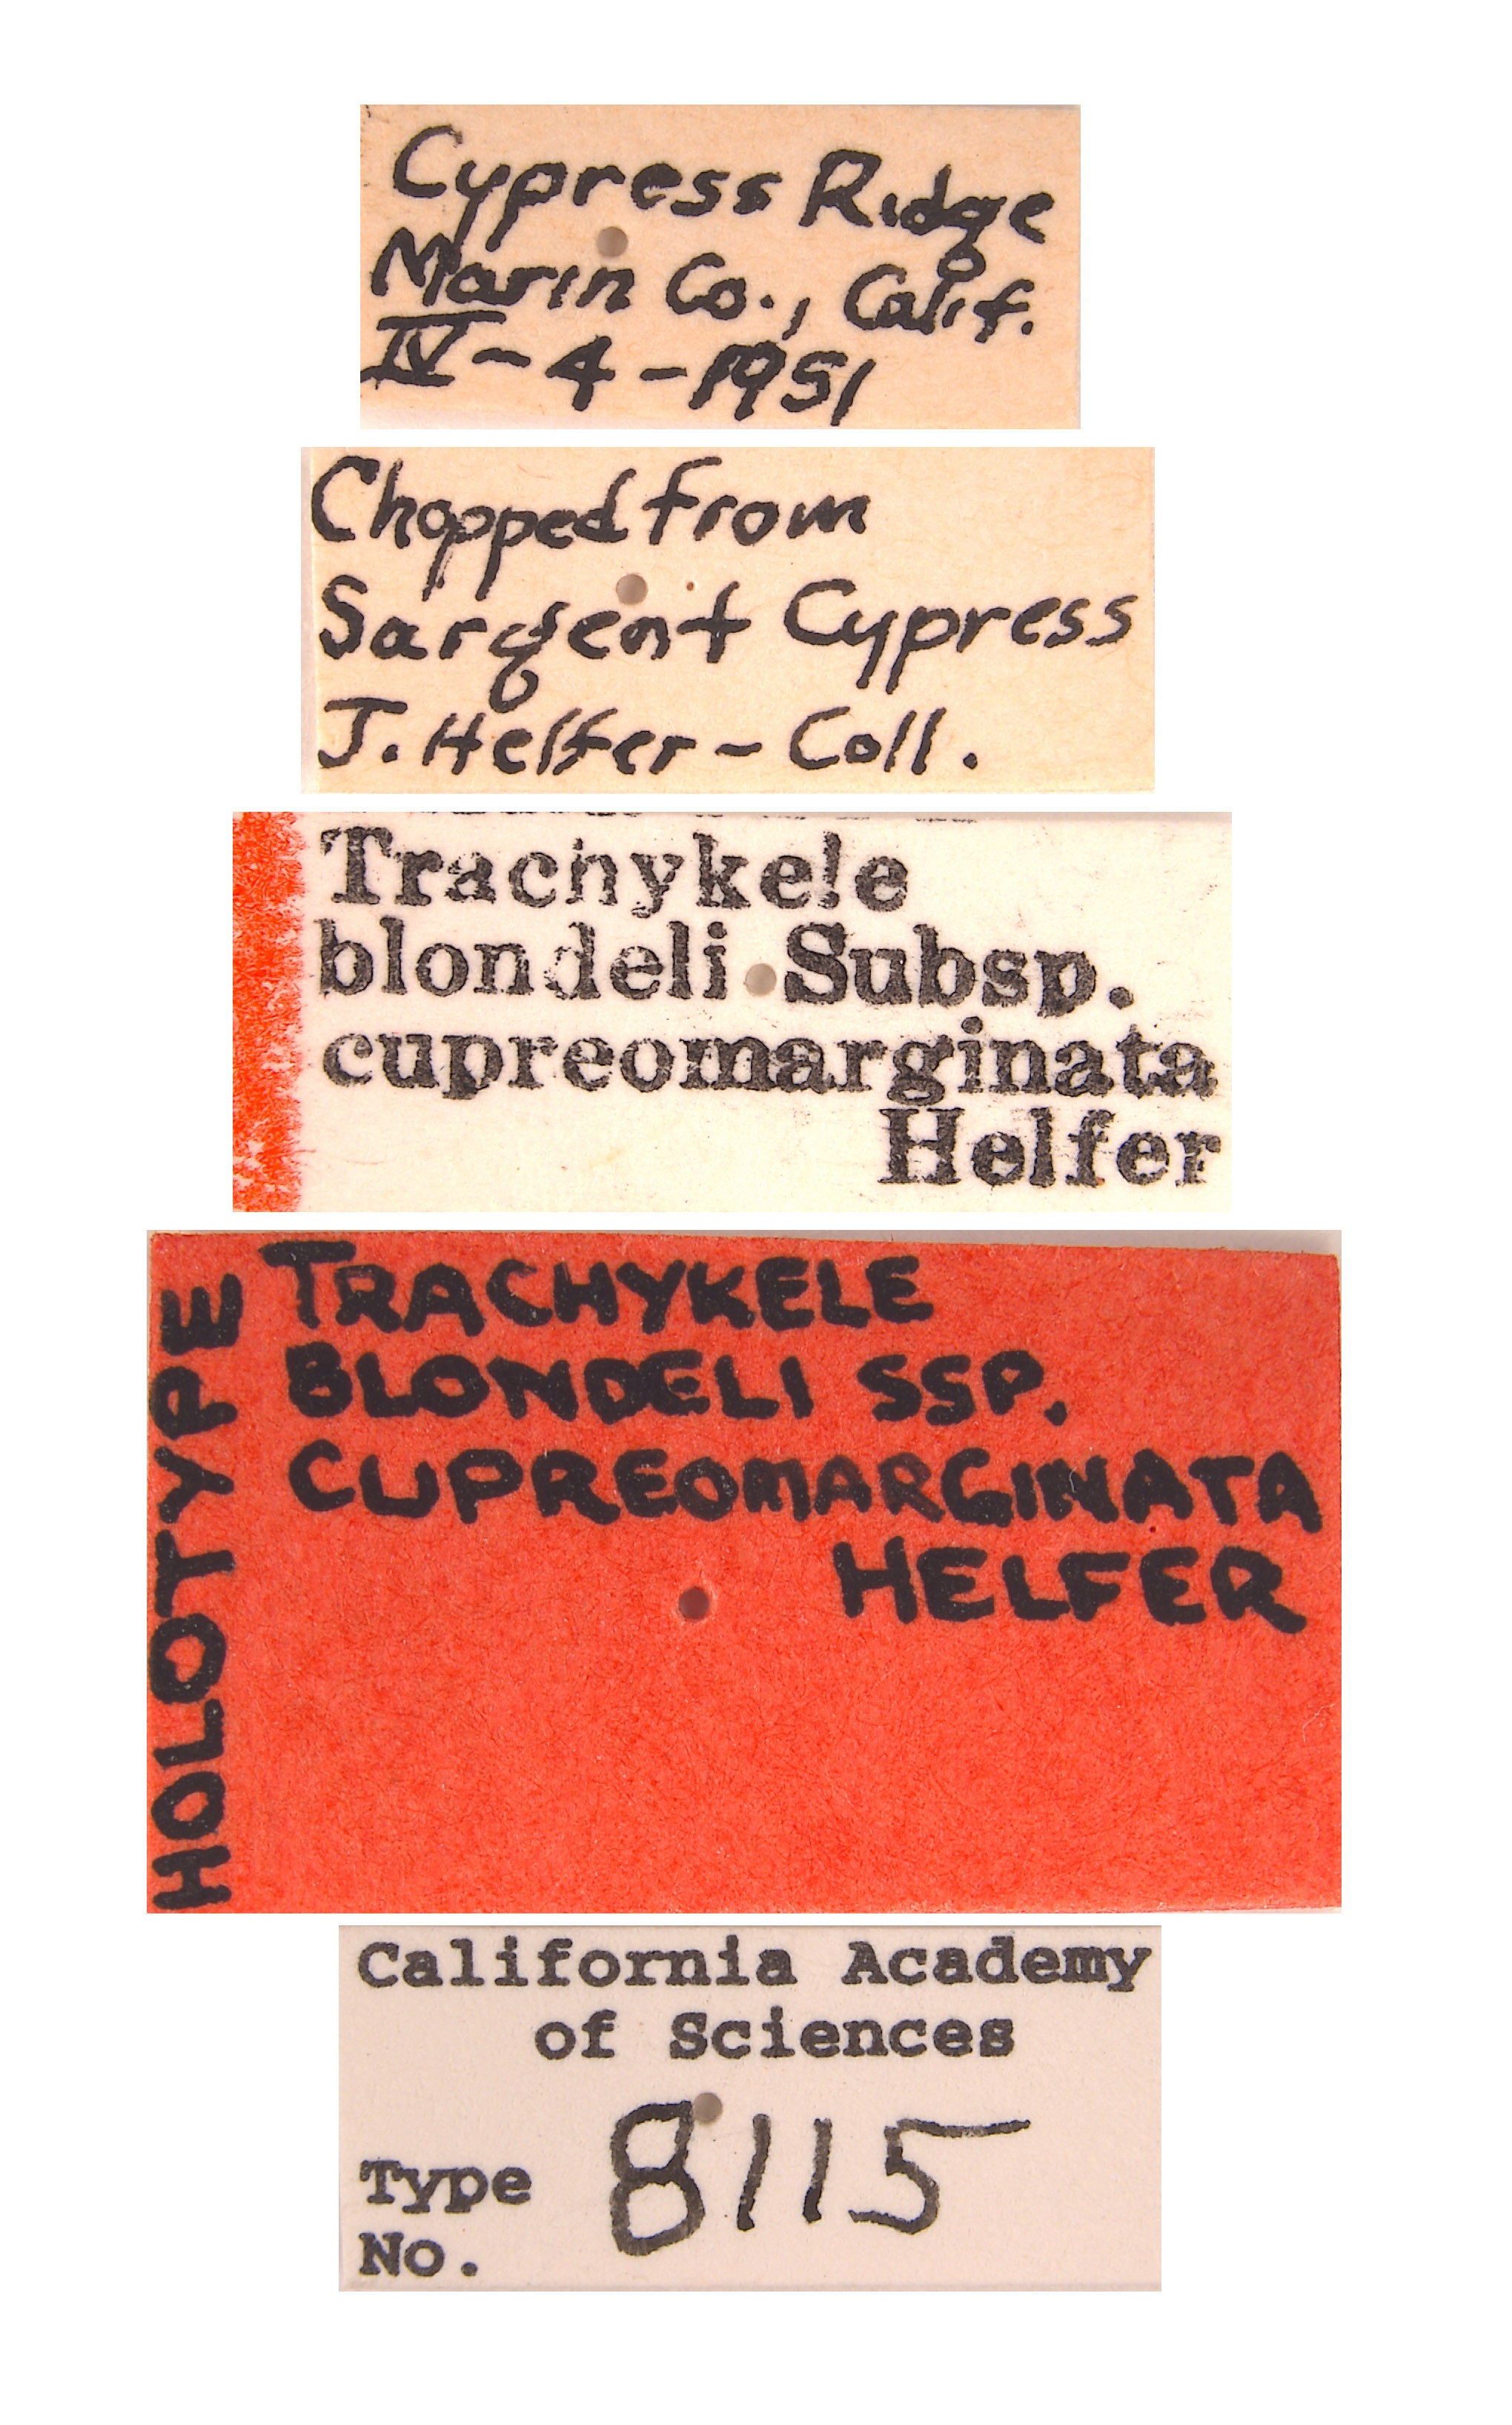 Cypress Ridge
Marin Co., Calif.
IV-4-1951
Chopped from
Sargent Cypress
J. Helfer - Coll.
Trachykele
blondeli Subsp.
cupreomarginata
Helfer
HOLOTYPE
TRACHYKELE
BLONDELI SSP.
CUPREOMARGINATA
HELFER
California Academy
of Sciences
Type
No. 8115